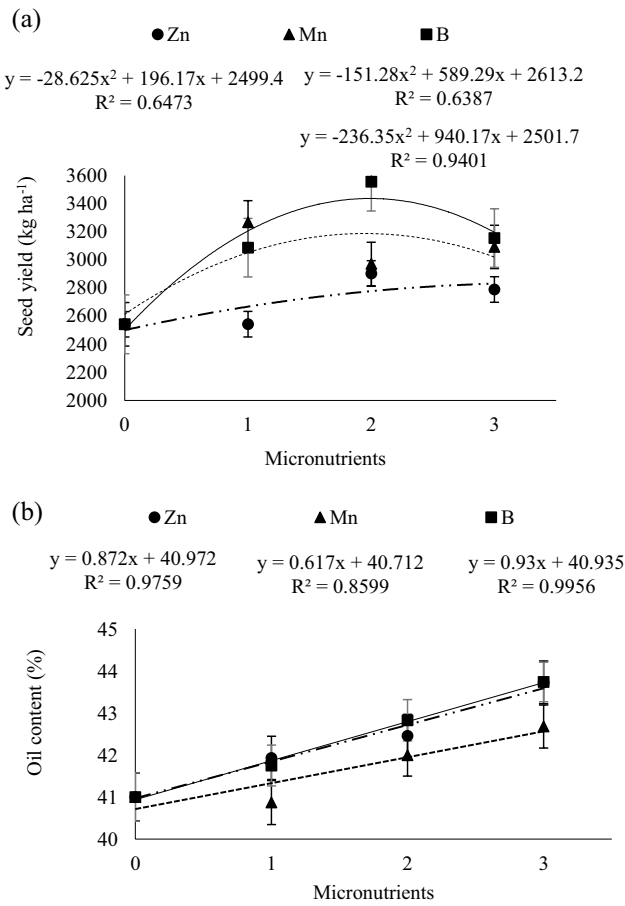 (a)
Zn Mn B
y = -28.625x² + 196.17x + 2499.4
R² = 0.6473
y = -151.28x² + 589.29x + 2613.2
R² = 0.6387
y = -236.35x² + 940.17x + 2501.7
R² = 0.9401
Seed yield (kg ha⁻¹)
3600
3400
3200
3000
2800
2600
2400
2200
2000
0 1 2 3
Micronutrients
(b)
Zn Mn B
y = 0.872x + 40.972
R² = 0.9759
y = 0.617x + 40.712
R² = 0.8599
y = 0.93x + 40.935
R² = 0.9956
Oil content (%)
45
44
43
42
41
40
0 1 2 3
Micronutrients